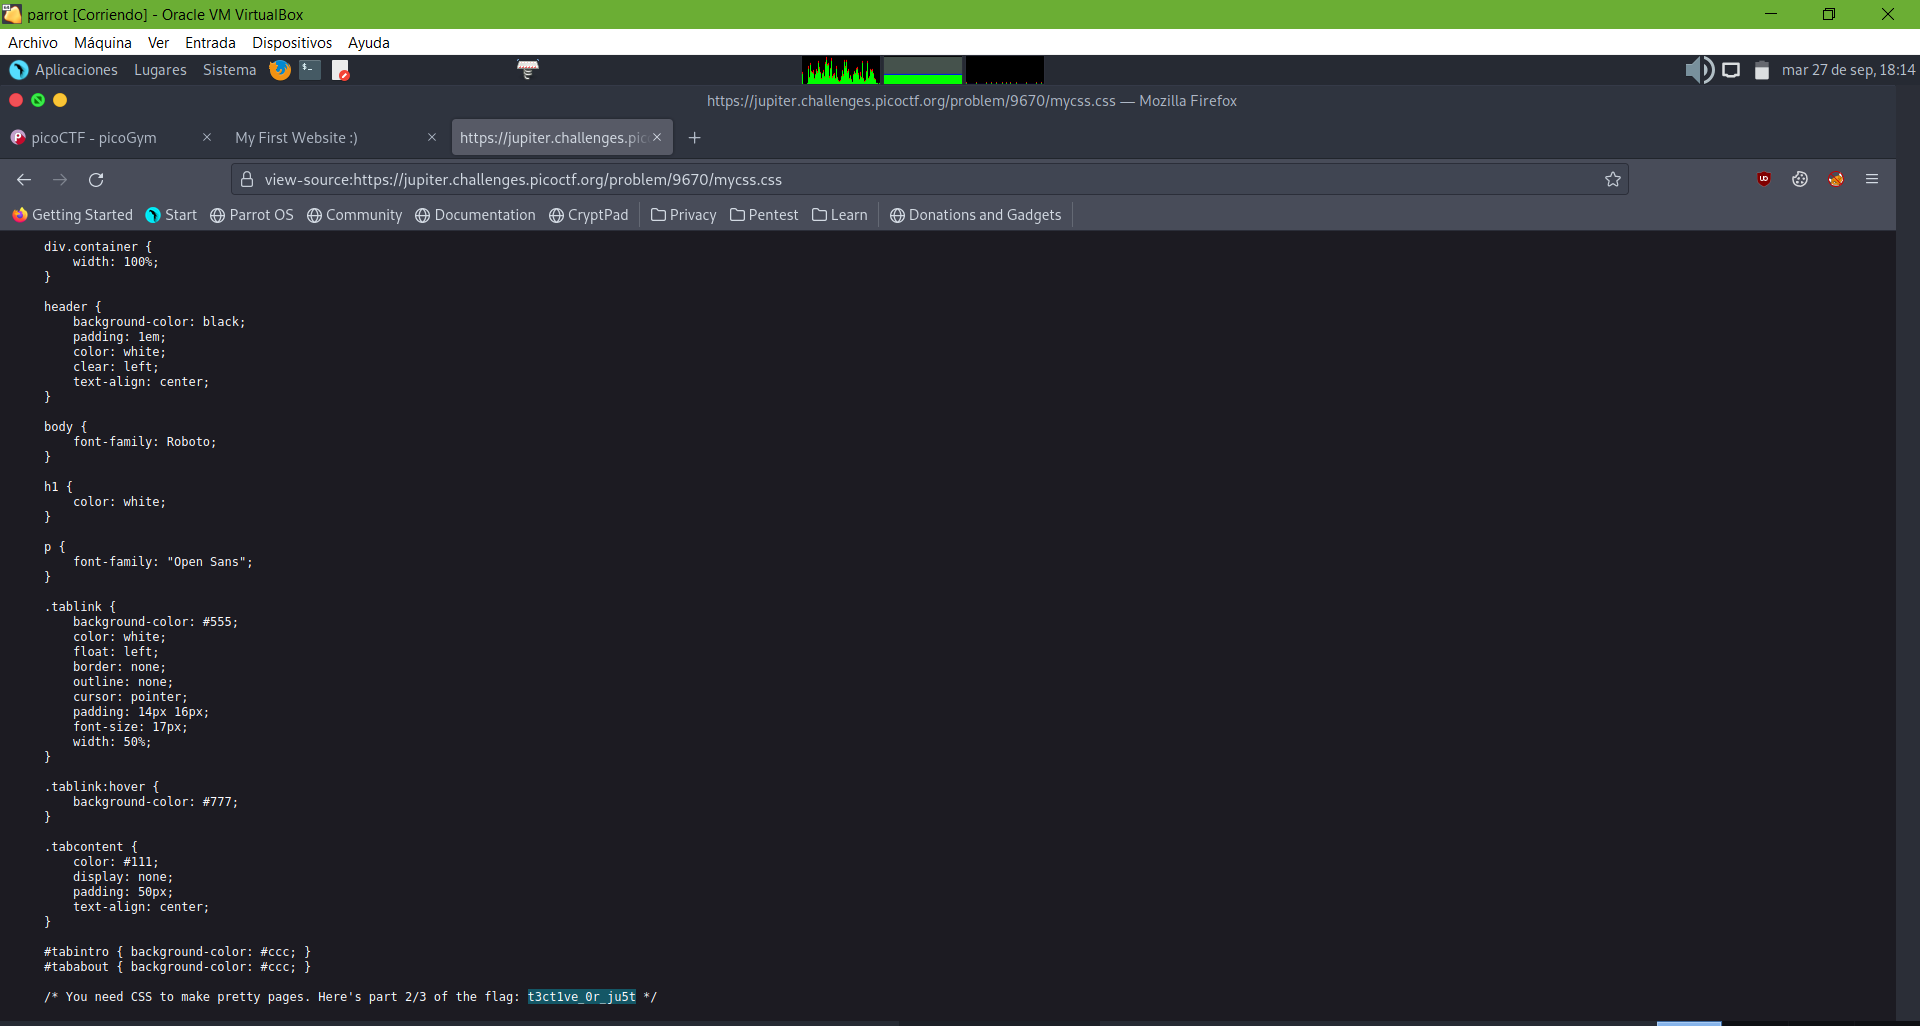 parrot [Corriendo] - Oracle VM VirtualBox
Archivo Máquina Ver Entrada Dispositivos Ayuda
Aplicaciones Lugares Sistema mar 27 de sep, 18:14
https://jupiter.challenges.picoctf.org/problem/9670/mycss.css — Mozilla Firefox
picoCTF - picoGym My First Website :) https://jupiter.challenges.pic
view-source:https://jupiter.challenges.picoctf.org/problem/9670/mycss.css
Getting Started Start Parrot OS Community Documentation CryptPad Privacy Pentest Learn Donations and Gadgets
div.container {
    width: 100%;
}
header {
    background-color: black;
    padding: 1em;
    color: white;
    clear: left;
    text-align: center;
}
body {
    font-family: Roboto;
}
h1 {
    color: white;
}
p {
    font-family: "Open Sans";
}
.tablink {
    background-color: #555;
    color: white;
    float: left;
    border: none;
    outline: none;
    cursor: pointer;
    padding: 14px 16px;
    font-size: 17px;
    width: 50%;
}
.tablink:hover {
    background-color: #777;
}
.tabcontent {
    color: #111;
    display: none;
    padding: 50px;
    text-align: center;
}
#tabintro { background-color: #ccc; }
#tababout { background-color: #ccc; }
/* You need CSS to make pretty pages. Here's part 2/3 of the flag: t3ct1ve_0r_ju5t */